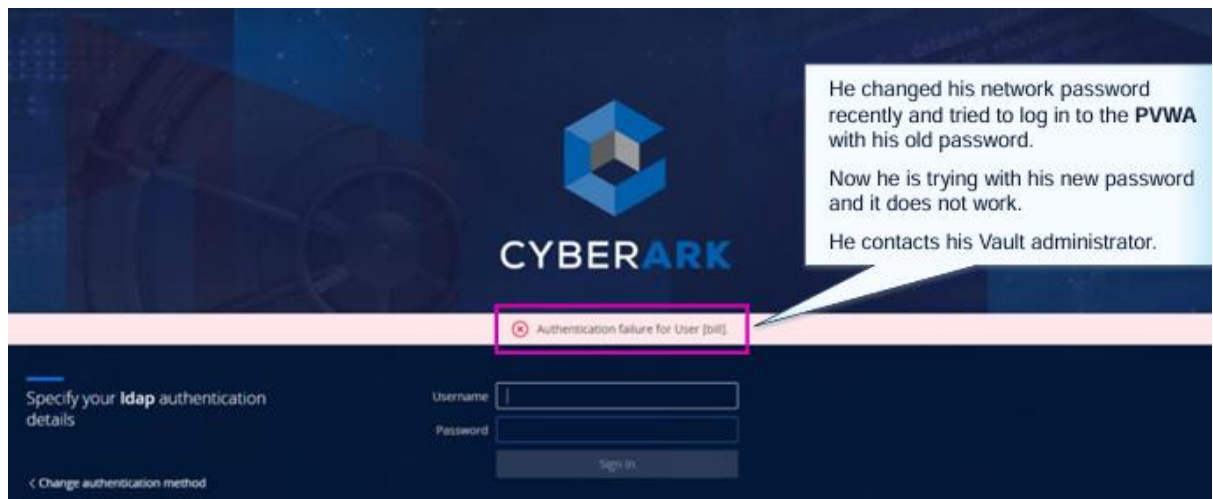 He changed his network password
recently and tried to log in to the PVWA
with his old password.
Now he is trying with his new password
and it does not work.
He contacts his Vault administrator.
CYBERARK
Authentication failure for User [bill].
Specify your ldap authentication
details
Username
Password
Sign In
< Change authentication method